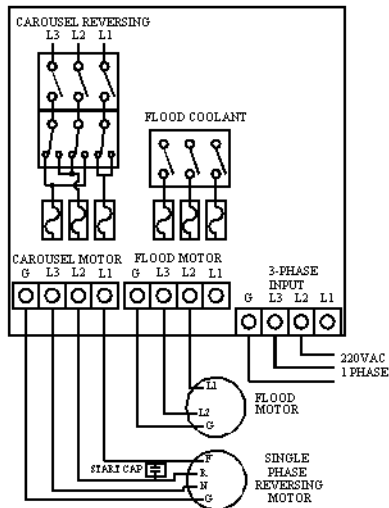 CAROUSEL REVERSING
L3 L2 L1
FLOOD COOLANT
CAROUSEL MOTOR
G L3 L2 L1
FLOOD MOTOR
G L3 L2 L1
3-PHASE
INPUT
G L3 L2 L1
220VAC
1 PHASE
L1
L2
G
FLOOD
MOTOR
START CAP
F
R
N
G
SINGLE
PHASE
REVERSING
MOTOR